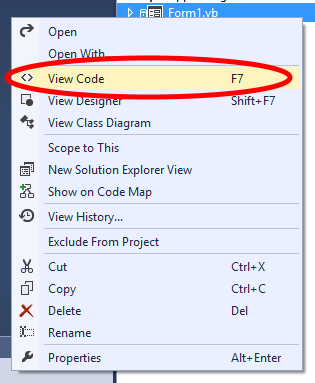 Form1.vb
Open
Open With...
View Code F7
View Designer Shift+F7
View Class Diagram
Scope to This
New Solution Explorer View
Show on Code Map
View History...
Exclude From Project
Cut Ctrl+X
Copy Ctrl+C
Delete Del
Rename
Properties Alt+Enter